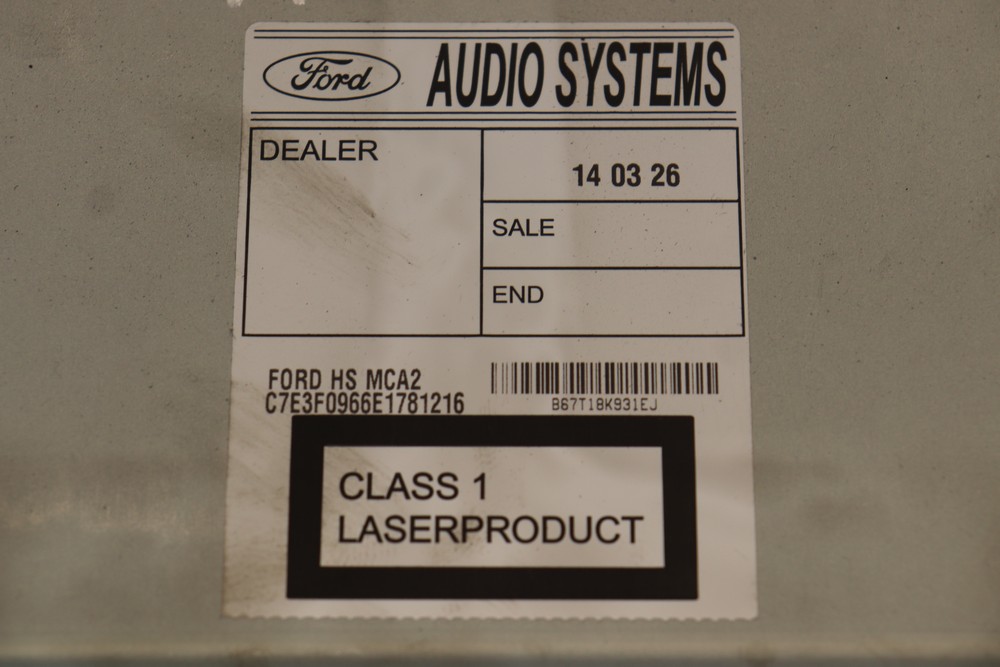 Ford AUDIO SYSTEMS
DEALER
14 03 26
SALE
END
FORD HS MCA2
C7E3F0966E1781216
B67T18K931EJ
CLASS 1
LASERPRODUCT